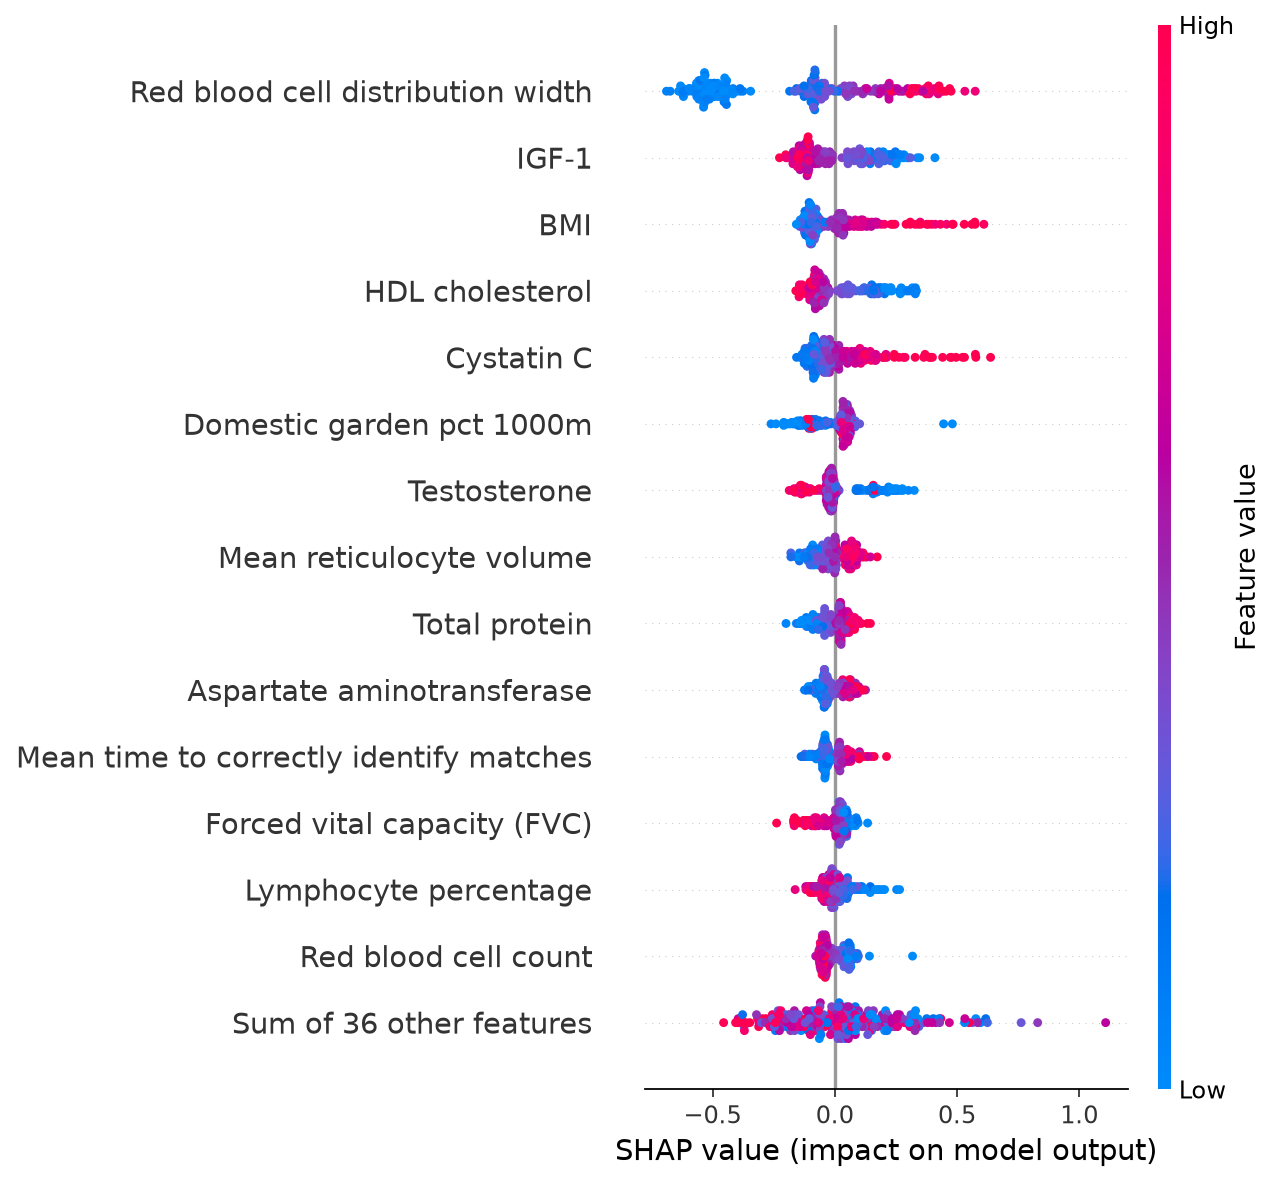 High
Red blood cell distribution width
IGF-1
BMI
HDL cholesterol
Cystatin C
Domestic garden pct 1000m
Testosterone
Mean reticulocyte volume
Total protein
Aspartate aminotransferase
Mean time to correctly identify matches
Forced vital capacity (FVC)
Lymphocyte percentage
Red blood cell count
Sum of 36 other features
Feature value
Low
−0.5 0.0 0.5 1.0
SHAP value (impact on model output)